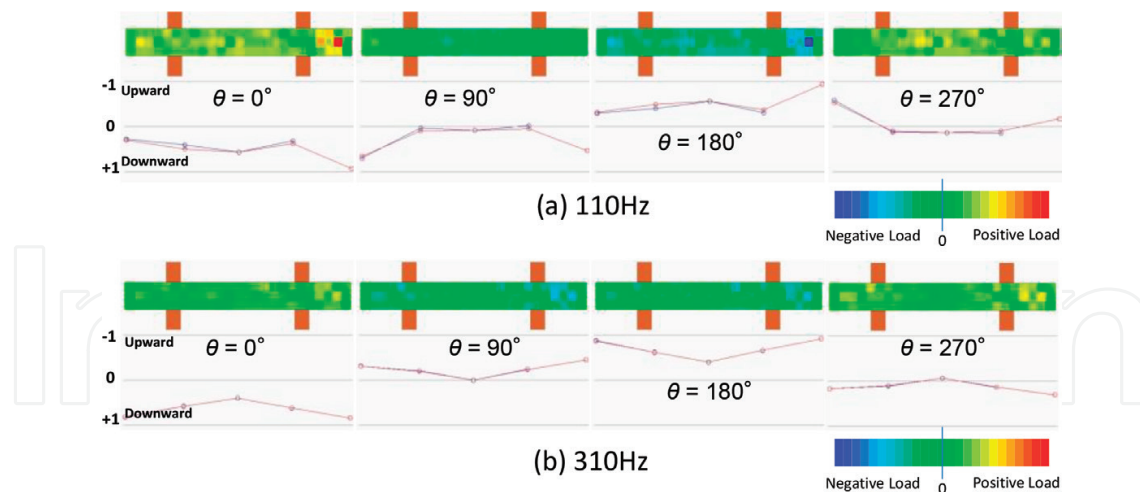 -1 Upward
θ = 0°
θ = 90°
θ = 180°
θ = 270°
0
+1 Downward
(a) 110Hz
Negative Load 0 Positive Load
-1 Upward
θ = 0°
θ = 90°
θ = 180°
θ = 270°
0
+1 Downward
(b) 310Hz
Negative Load 0 Positive Load